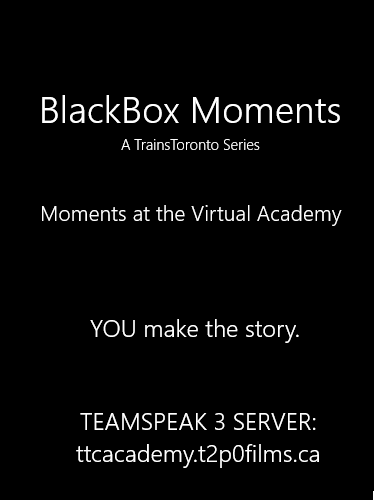 BlackBox Moments
A TrainsToronto Series
Moments at the Virtual Academy
YOU make the story.
TEAMSPEAK 3 SERVER:
ttcacademy.t2p0films.ca